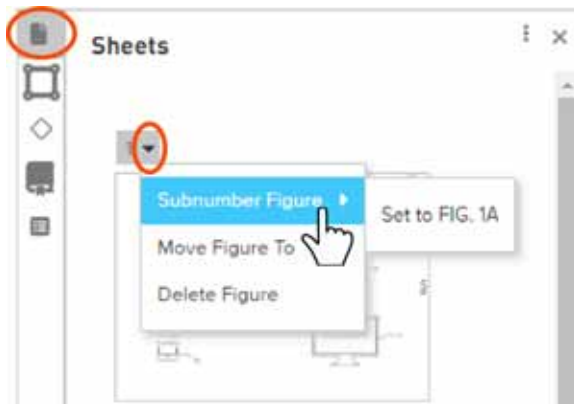 Sheets
Subnumber Figure
Set to FIG. 1A
Move Figure To
Delete Figure